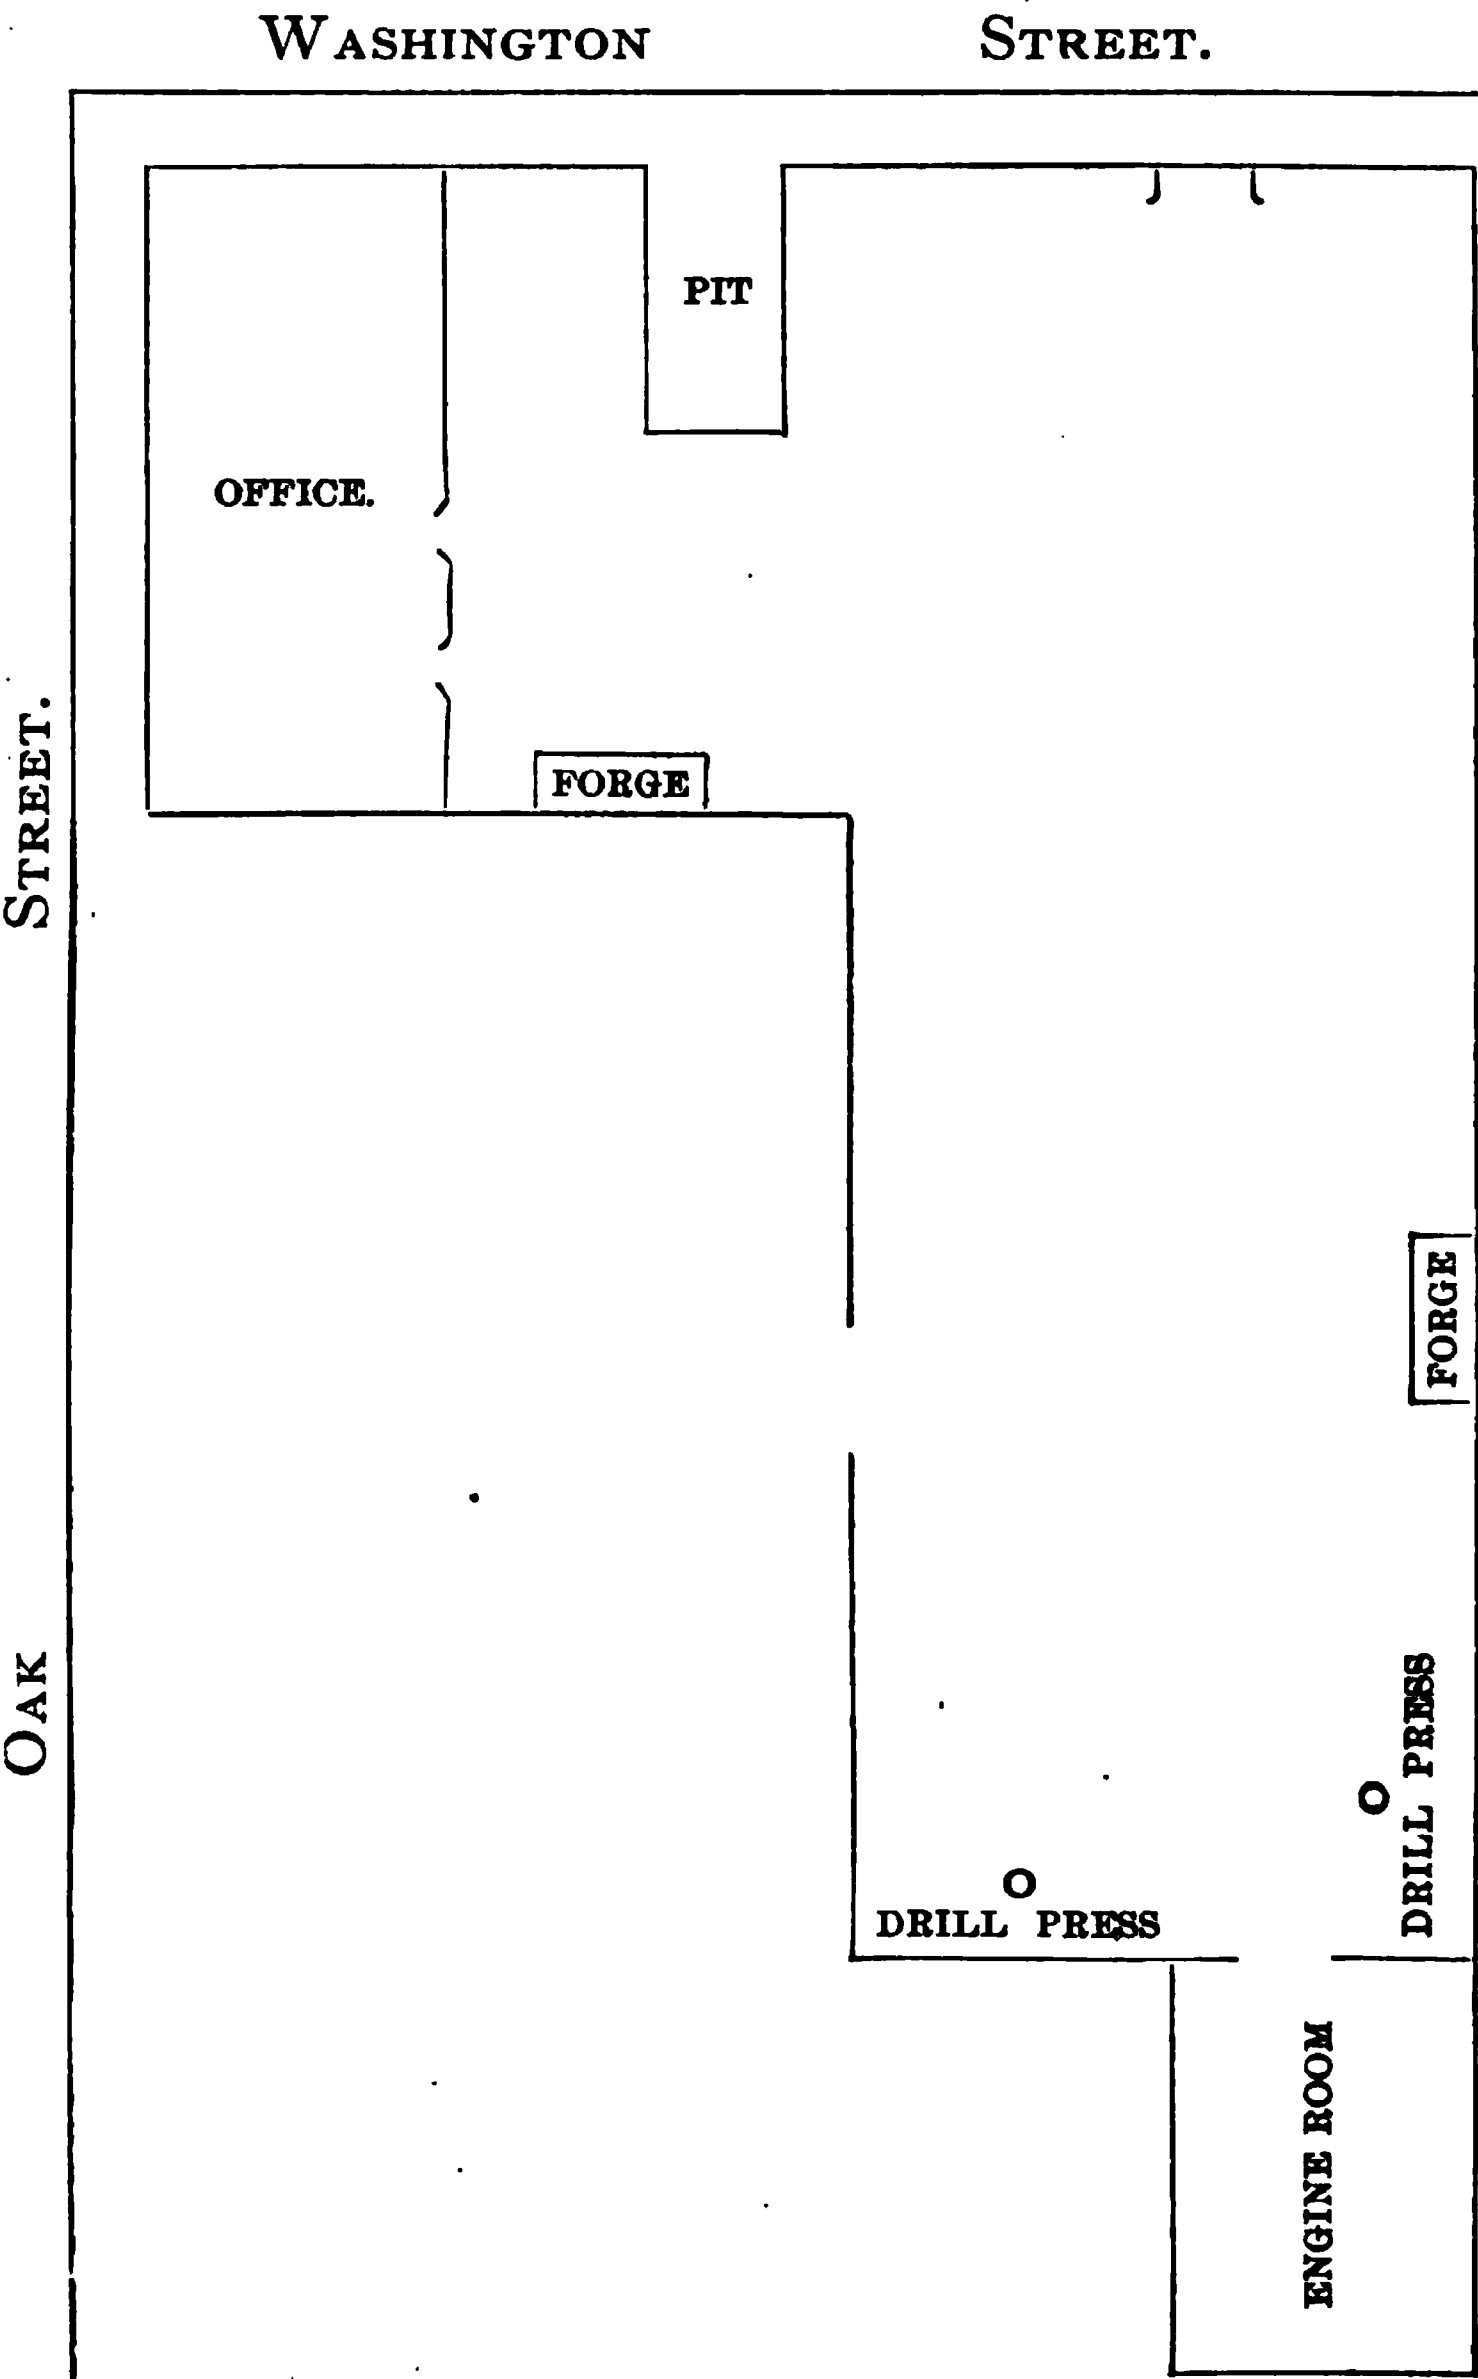 WASHINGTON STREET.
PIT
OFFICE.
FORGE
OAK STREET.
FORGE
DRILL PRESS
DRILL PRESS
ENGINE ROOM